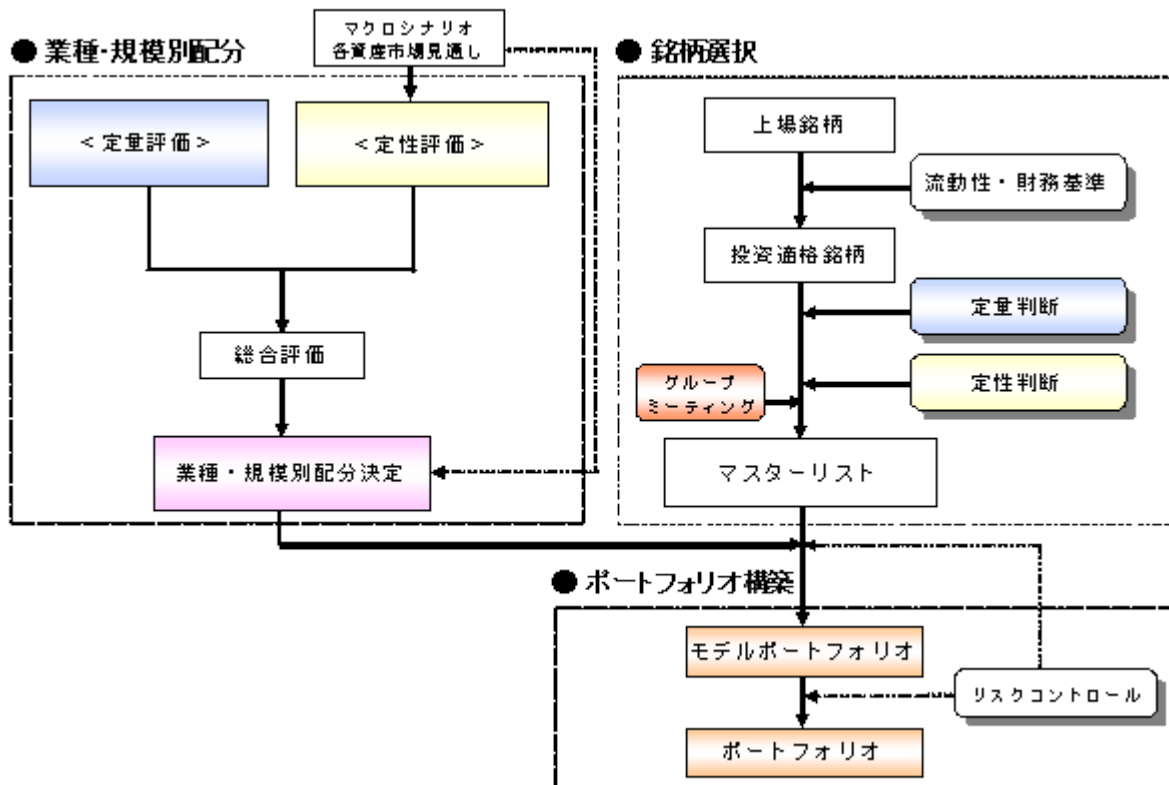 ● 業種・規模別配分
マクロシナリオ
各資産市場見通し
<定量評価>
<定性評価>
総合評価
業種・規模別配分決定
● 銘柄選択
上場銘柄
流動性・財務基準
投資適格銘柄
定量判断
定性判断
グループ
ミーティング
マスターリスト
● ポートフォリオ構築
モデルポートフォリオ
リスクコントロール
ポートフォリオ